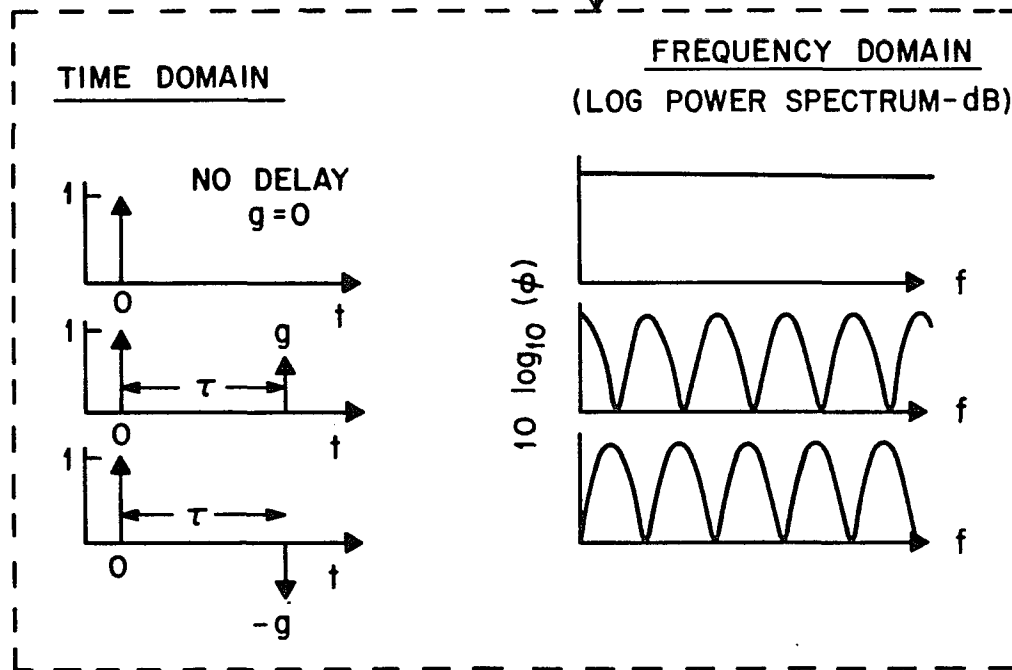 TIME DOMAIN
FREQUENCY DOMAIN
(LOG POWER SPECTRUM-dB)
NO DELAY
g=0
1
0
t
1
g
τ
0
t
1
τ
0
t
-g
10 log₁₀ (ϕ)
f
f
f